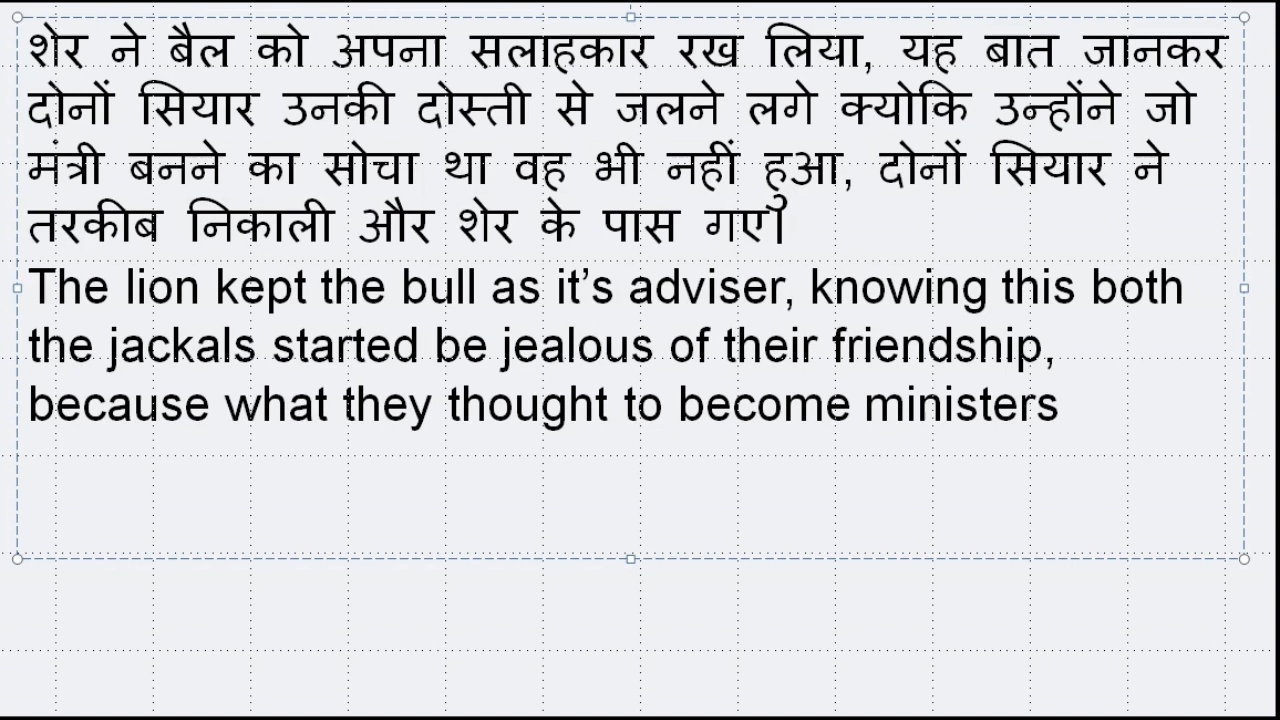 शेर ने बैल को अपना सलाहकार रख लिया, यह बात जानकर
दोनों सियार उनकी दोस्ती से जलने लगे क्योकि उन्होंने जो
मंत्री बनने का सोचा था वह भी नहीं हुआ, दोनों सियार ने
तरकीब निकाली और शेर के पास गए।
The lion kept the bull as it’s adviser, knowing this both
the jackals started be jealous of their friendship,
because what they thought to become ministers